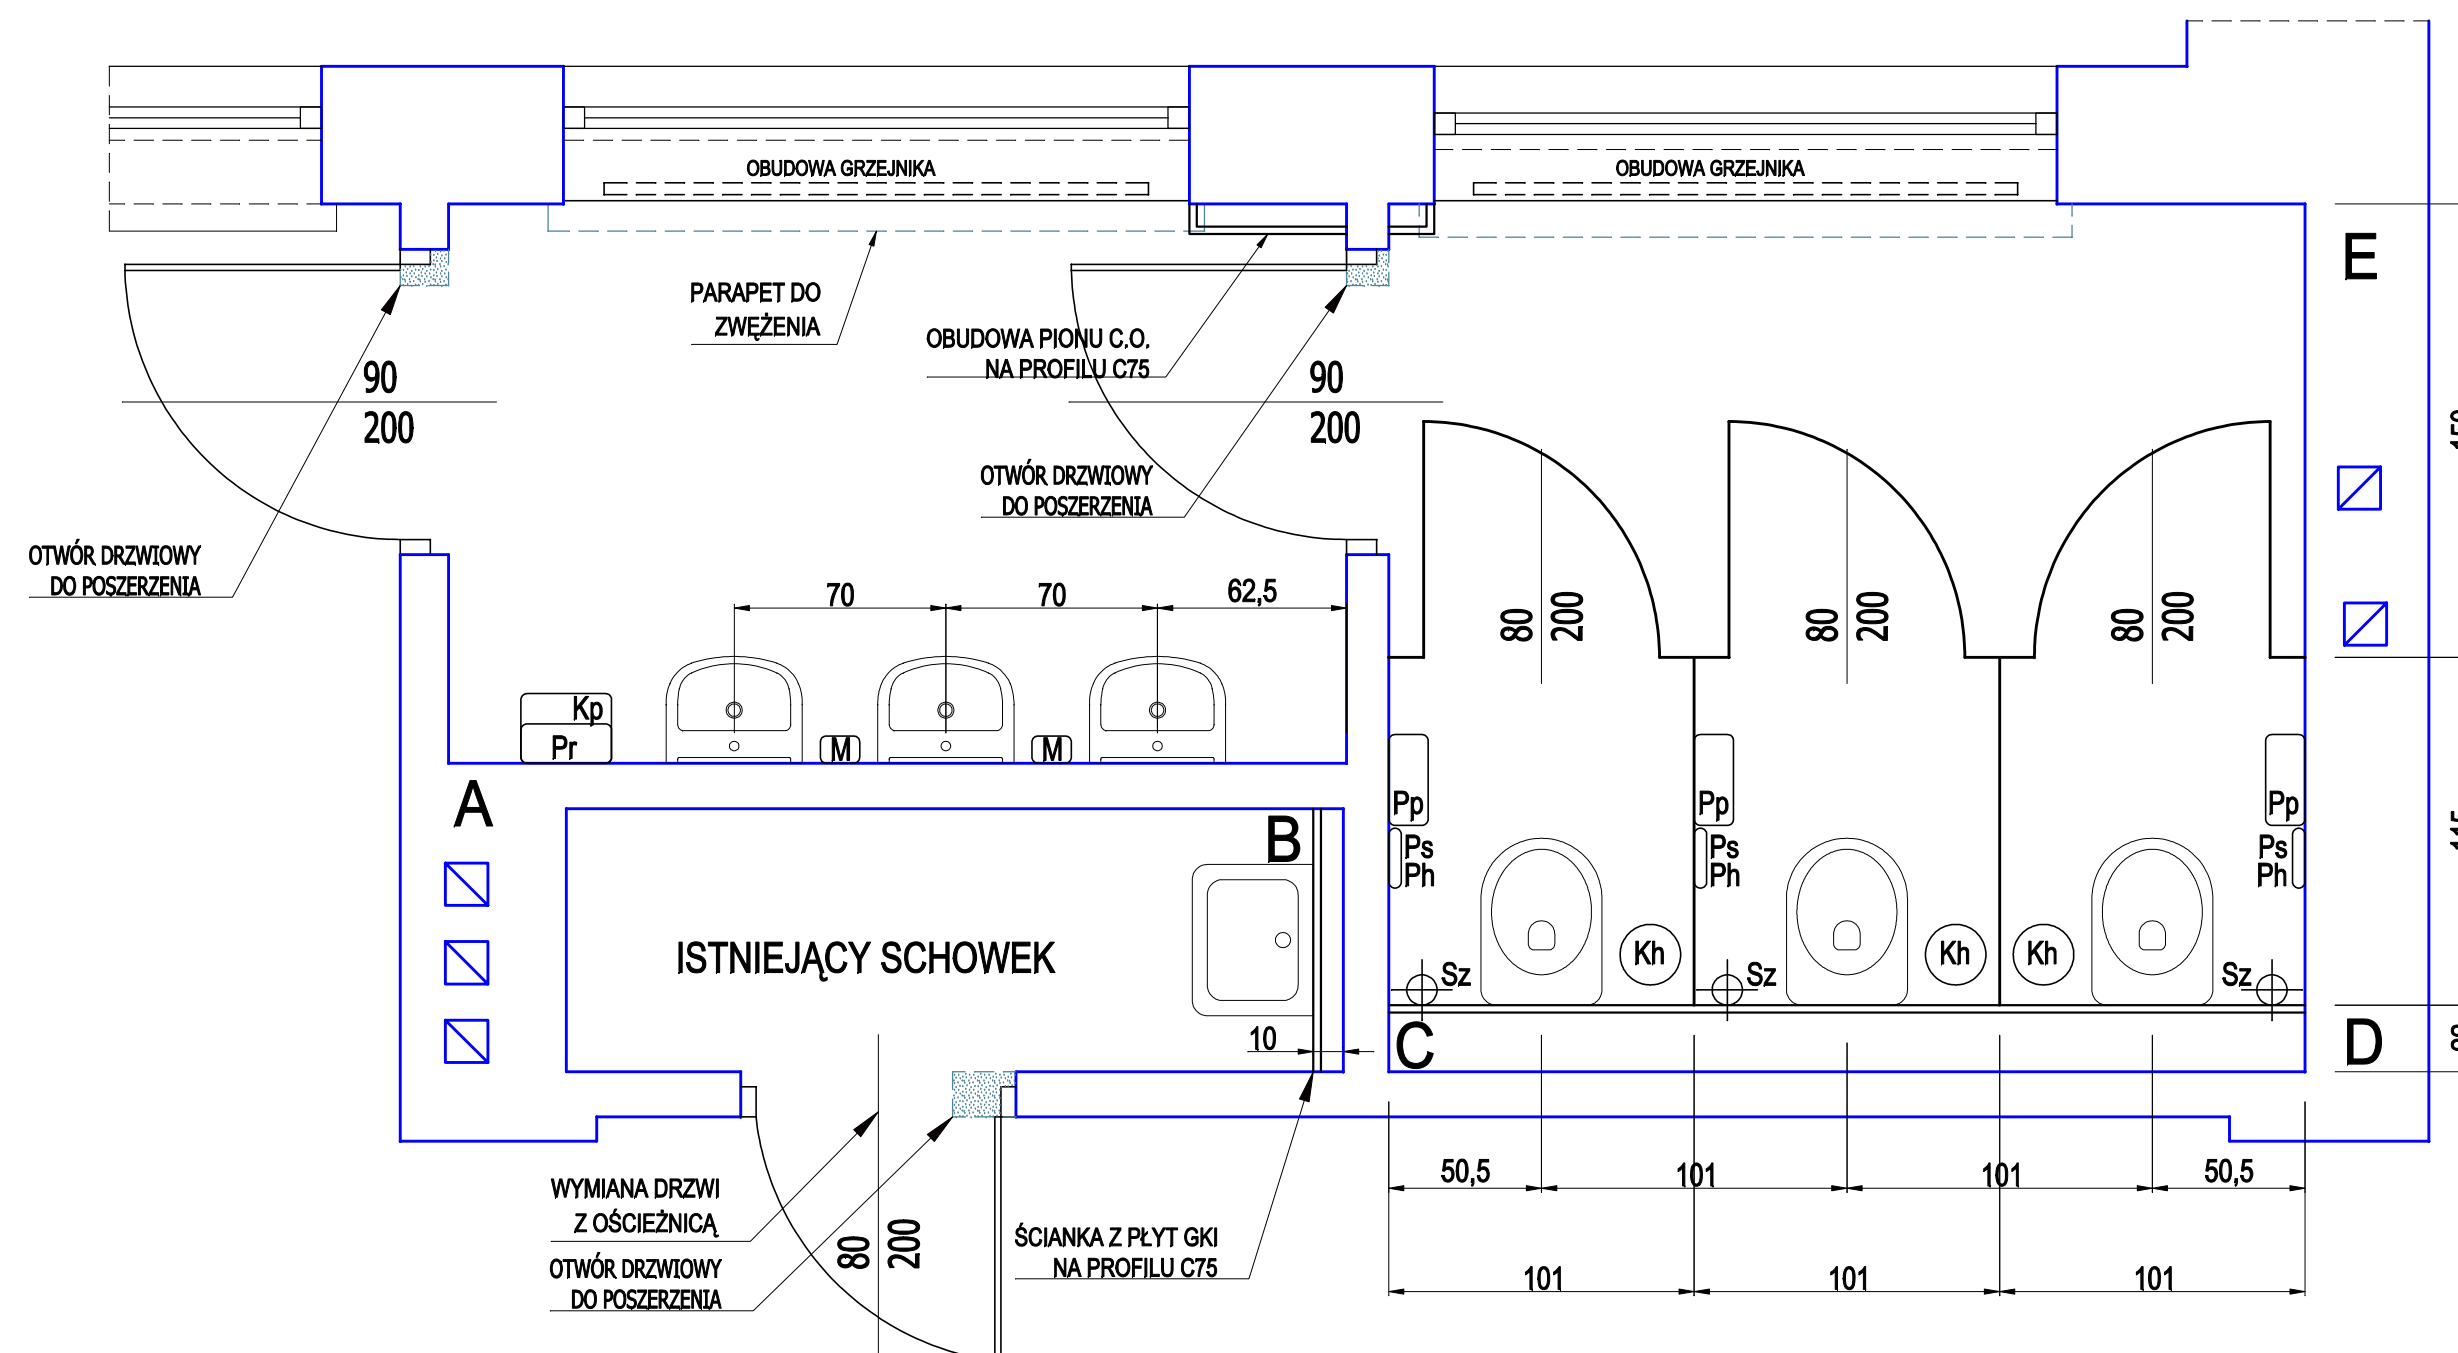 OBUDOWA GRZEJNIKA
OBUDOWA GRZEJNIKA
E
PARAPET DO
ZWĘŻENIA
OBUDOWA PIONU C.O.
NA PROFILU C75
90
200
90
200
OTWÓR DRZWIOWY
DO POSZERZENIA
OTWÓR DRZWIOWY
DO POSZERZENIA
70
70
62,5
80
200
80
200
80
200
Kp
Pr
M
M
A
B
Pp
Ps
Ph
Pp
Ps
Ph
Pp
Ps
Ph
ISTNIEJĄCY SCHOWEK
Kh
Kh
Kh
Sz
Sz
Sz
10
C
D
WYMIANA DRZWI
Z OŚCIEŻNICĄ
OTWÓR DRZWIOWY
DO POSZERZENIA
80
200
ŚCIANKA Z PŁYT GKI
NA PROFILU C75
50,5
101
101
50,5
101
101
101